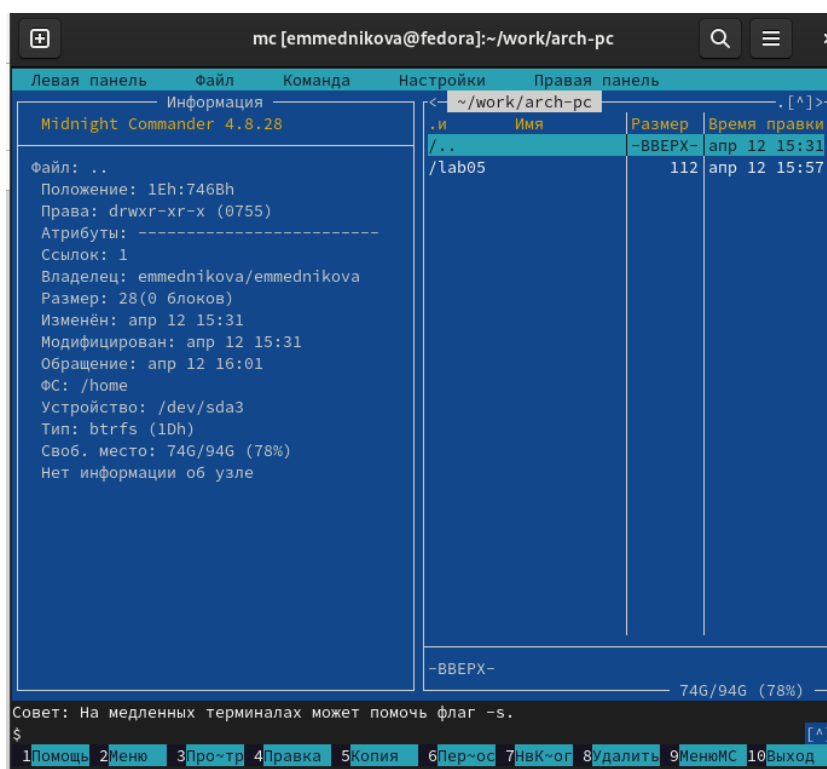 mc [emmednikova@fedora]:~/work/arch-pc
Левая панель Файл Команда Настройки Правая панель
Информация
Midnight Commander 4.8.28
Файл: ..
Положение: 1Eh:746Bh
Права: drwxr-xr-x (0755)
Атрибуты: -------------------------
Ссылок: 1
Владелец: emmednikova/emmednikova
Размер: 28(0 блоков)
Изменён: апр 12 15:31
Модифицирован: апр 12 15:31
Обращение: апр 12 16:01
ФС: /home
Устройство: /dev/sda3
Тип: btrfs (1Dh)
Своб. место: 74G/94G (78%)
Нет информации об узле
<- ~/work/arch-pc .[^]>
.и Имя Размер Время правки
/.. -ВВЕРХ- апр 12 15:31
/lab05 112 апр 12 15:57
-ВВЕРХ-
74G/94G (78%)
Совет: На медленных терминалах может помочь флаг -s.
$ [^]
1Помощь 2Меню 3Про~тр 4Правка 5Копия 6Пер~ос 7НвК~ог 8Удалить 9МенюMC 10Выход